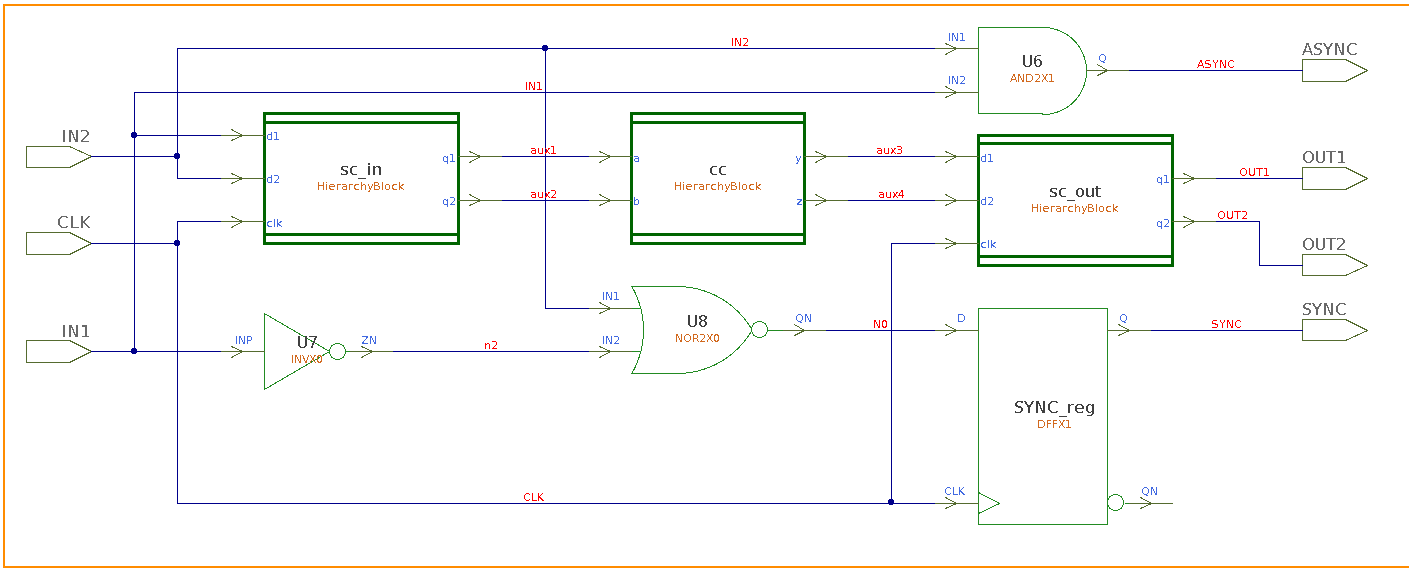 IN2
IN1
Q
ASYNC
ASYNC
U6
AND2X1
IN1
IN2
IN2
d1
d2
clk
sc_in
HierarchyBlock
q1
q2
aux1
aux2
a
b
cc
HierarchyBlock
y
z
aux3
aux4
d1
d2
clk
sc_out
HierarchyBlock
q1
q2
OUT1
OUT2
OUT1
OUT2
CLK
IN1
INP
U7
INVX0
ZN
n2
IN1
IN2
U8
NOR2X0
QN
N0
D
CLK
SYNC_reg
DFFX1
Q
QN
SYNC
SYNC
CLK
IN1